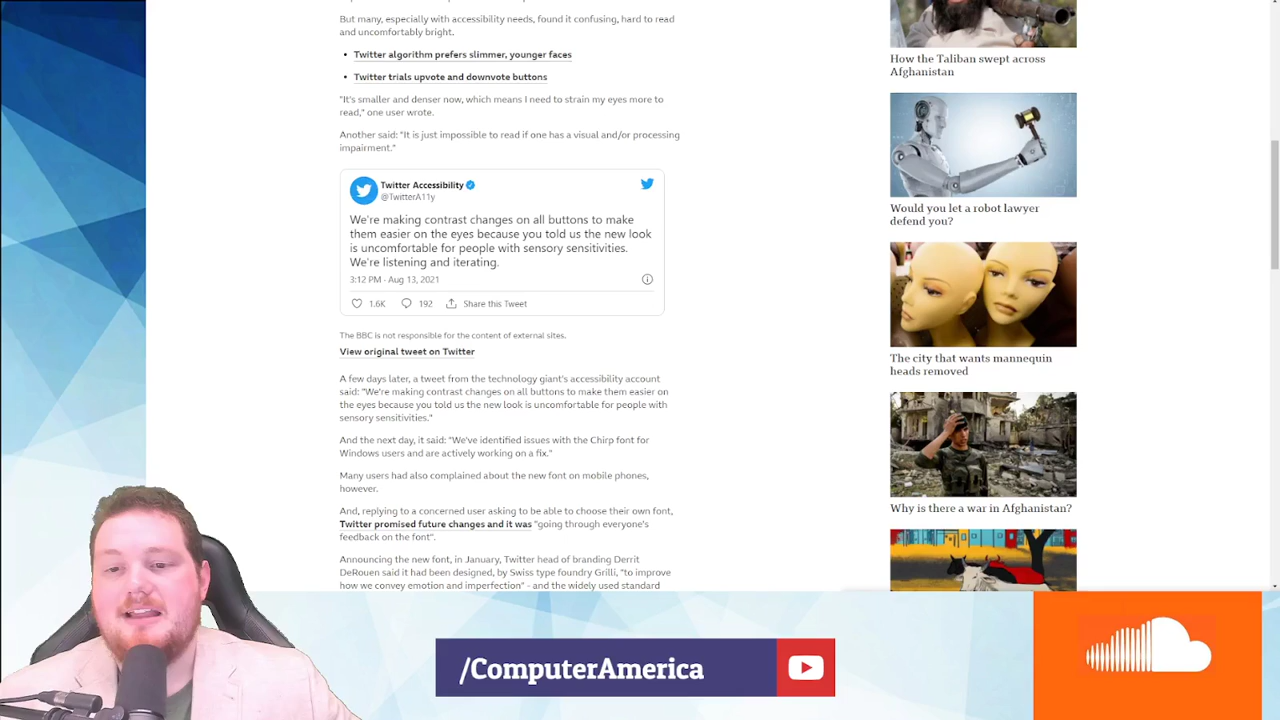 But many, especially with accessibility needs, found it confusing, hard to read
and uncomfortably bright.
• Twitter algorithm prefers slimmer, younger faces
• Twitter trials upvote and downvote buttons
"It's smaller and denser now, which means I need to strain my eyes more to
read," one user wrote.
Another said: "It is just impossible to read if one has a visual and/or processing
impairment."
Twitter Accessibility
@TwitterA11y
We're making contrast changes on all buttons to make
them easier on the eyes because you told us the new look
is uncomfortable for people with sensory sensitivities.
We're listening and iterating.
3:12 PM - Aug 13, 2021
1.6K 192 Share this Tweet
The BBC is not responsible for the content of external sites.
View original tweet on Twitter
A few days later, a tweet from the technology giant's accessibility account
said: "We're making contrast changes on all buttons to make them easier on
the eyes because you told us the new look is uncomfortable for people with
sensory sensitivities."
And the next day, it said: "We've identified issues with the Chirp font for
Windows users and are actively working on a fix."
Many users had also complained about the new font on mobile phones,
however.
And, replying to a concerned user asking to be able to choose their own font,
Twitter promised future changes and it was "going through everyone's
feedback on the font".
Announcing the new font, in January, Twitter head of branding Derrit
DeRouen said it had been designed, by Swiss type foundry Grilli, "to improve
how we convey emotion and imperfection" - and the widely used standard
How the Taliban swept across
Afghanistan
Would you let a robot lawyer
defend you?
The city that wants mannequin
heads removed
Why is there a war in Afghanistan?
/ComputerAmerica